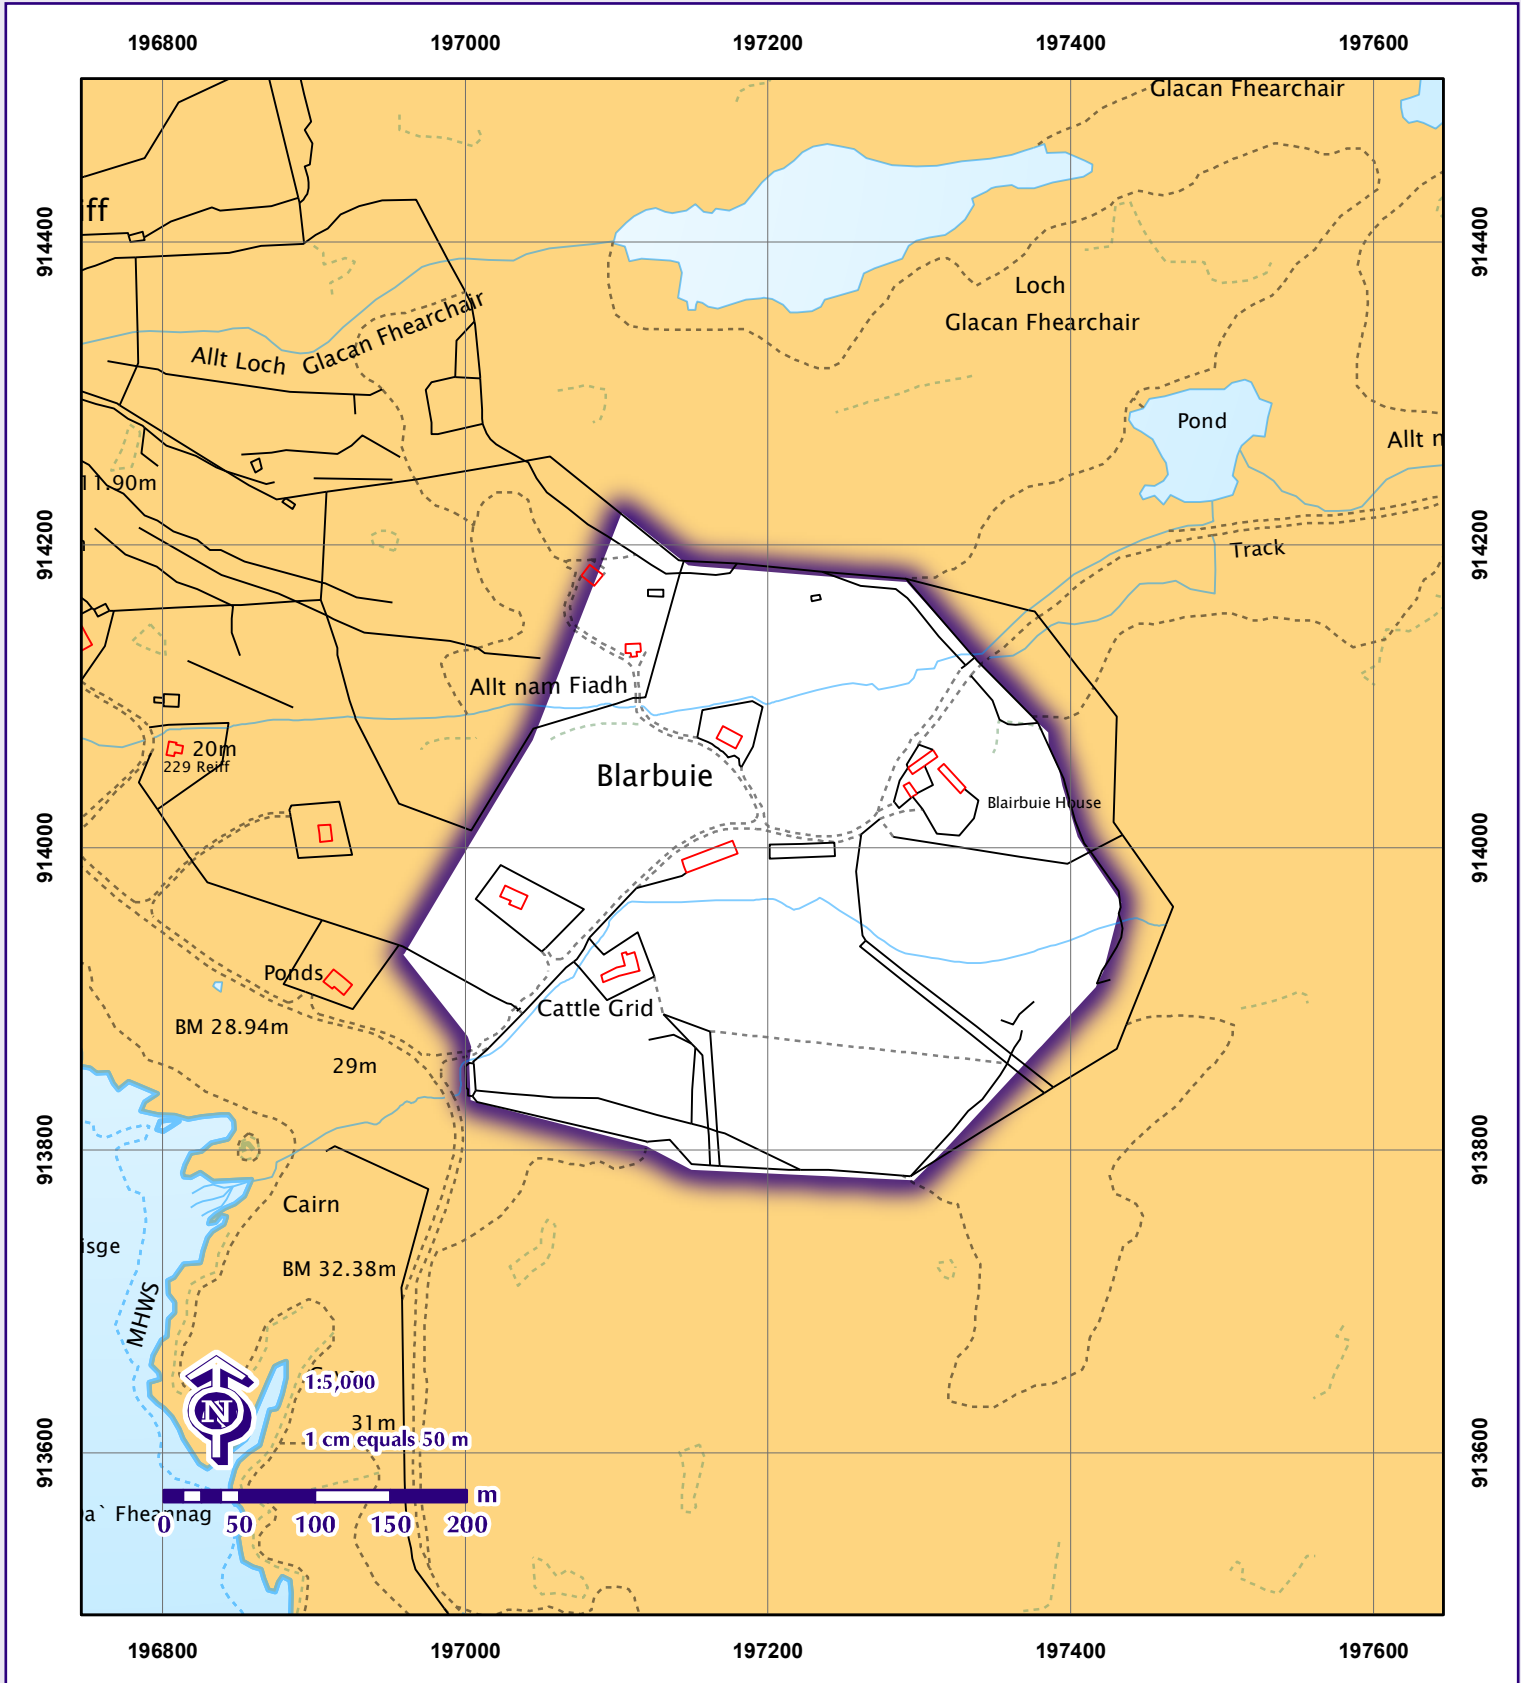 196800 197000 197200 197400 197600
Glacan Fhearchair
iff
914400 914400
Loch
Glacan Fhearchair
Allt Loch Glacan Fhearchair
Pond
Allt n
11.90m
914200 914200
Track
Allt nam Fiadh
20m
229 Reiff
Blarbuie
Blairbuie House
914000 914000
Ponds
Cattle Grid
BM 28.94m
29m
913800 913800
Cairn
isge
BM 32.38m
MHWS
N
1:5,000
31m
1 cm equals 50 m
913600 913600
m
a` Fheannag
0 50 100 150 200
196800 197000 197200 197400 197600